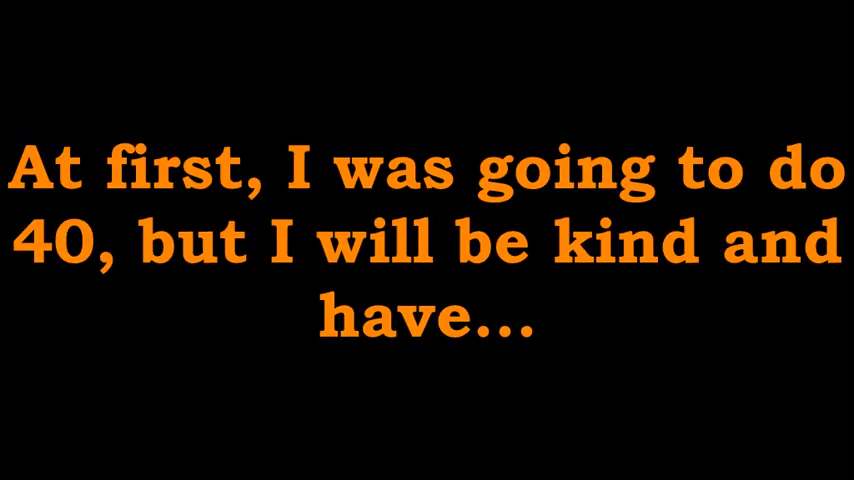 At first, I was going to do
40, but I will be kind and
have...